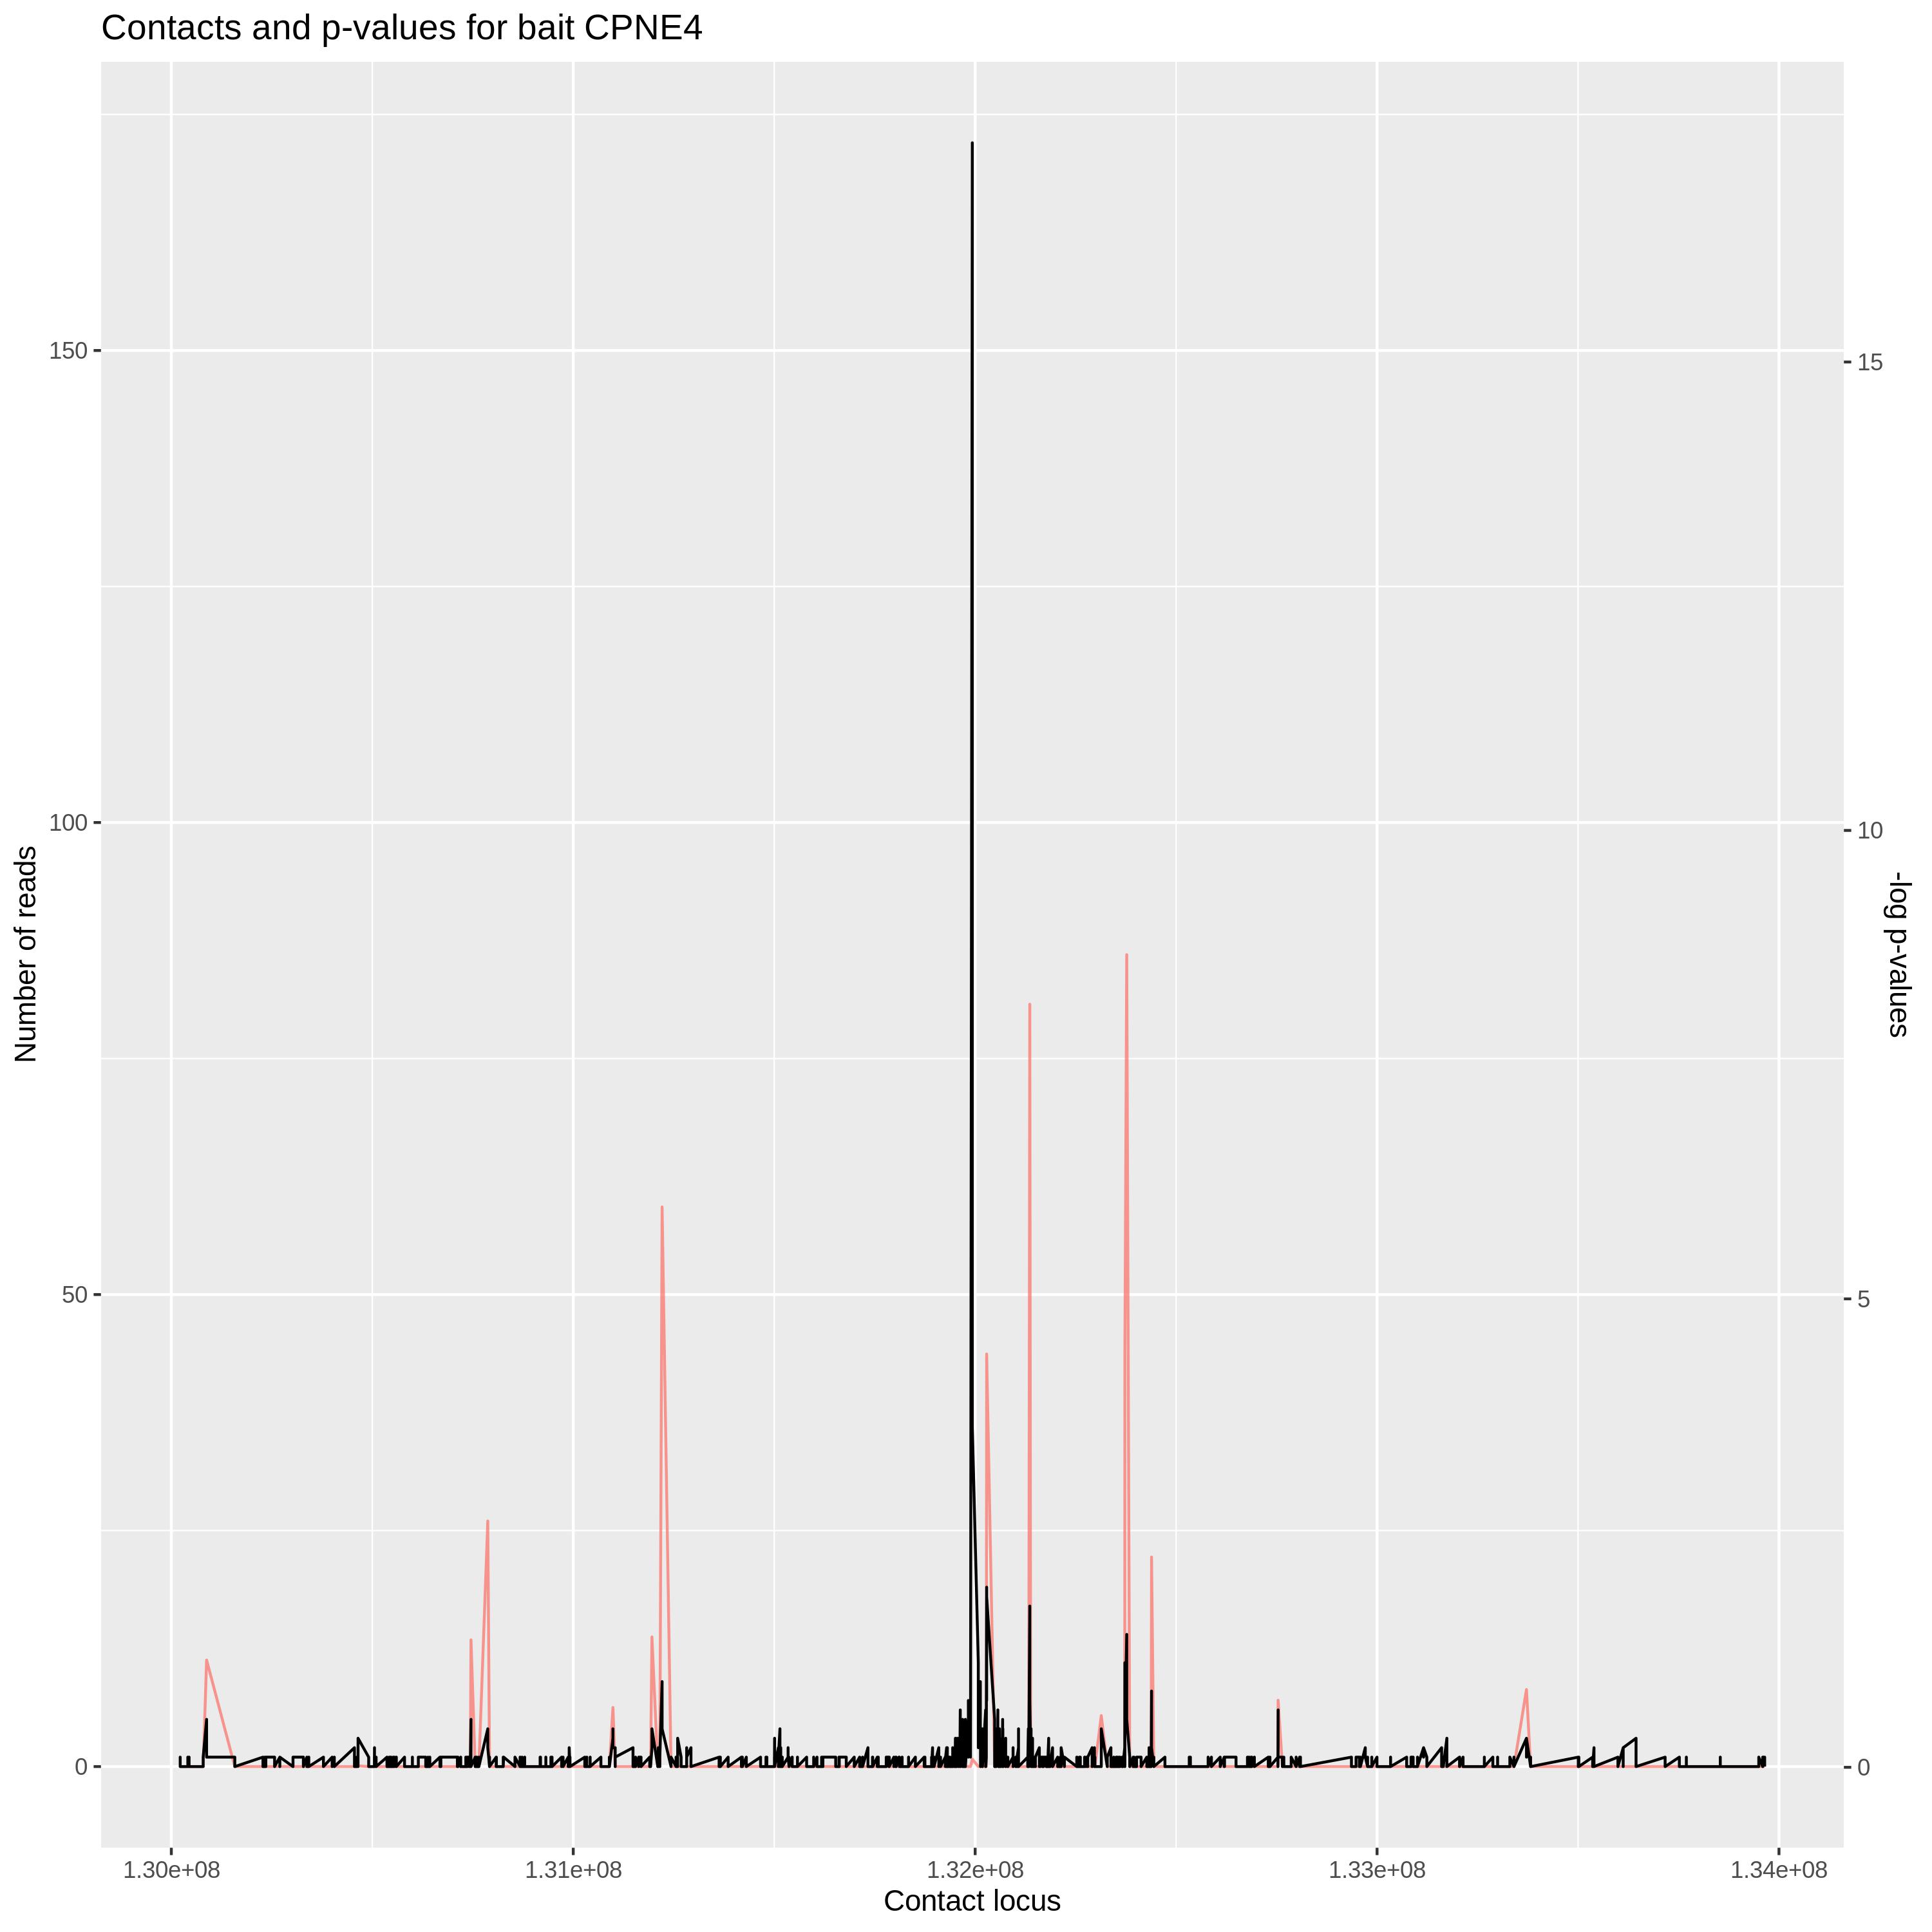 Contacts and p-values for bait CPNE4
Number of reads
150
100
50
0
15
10
5
0
-log p-values
1.30e+08
1.31e+08
1.32e+08
1.33e+08
1.34e+08
Contact locus